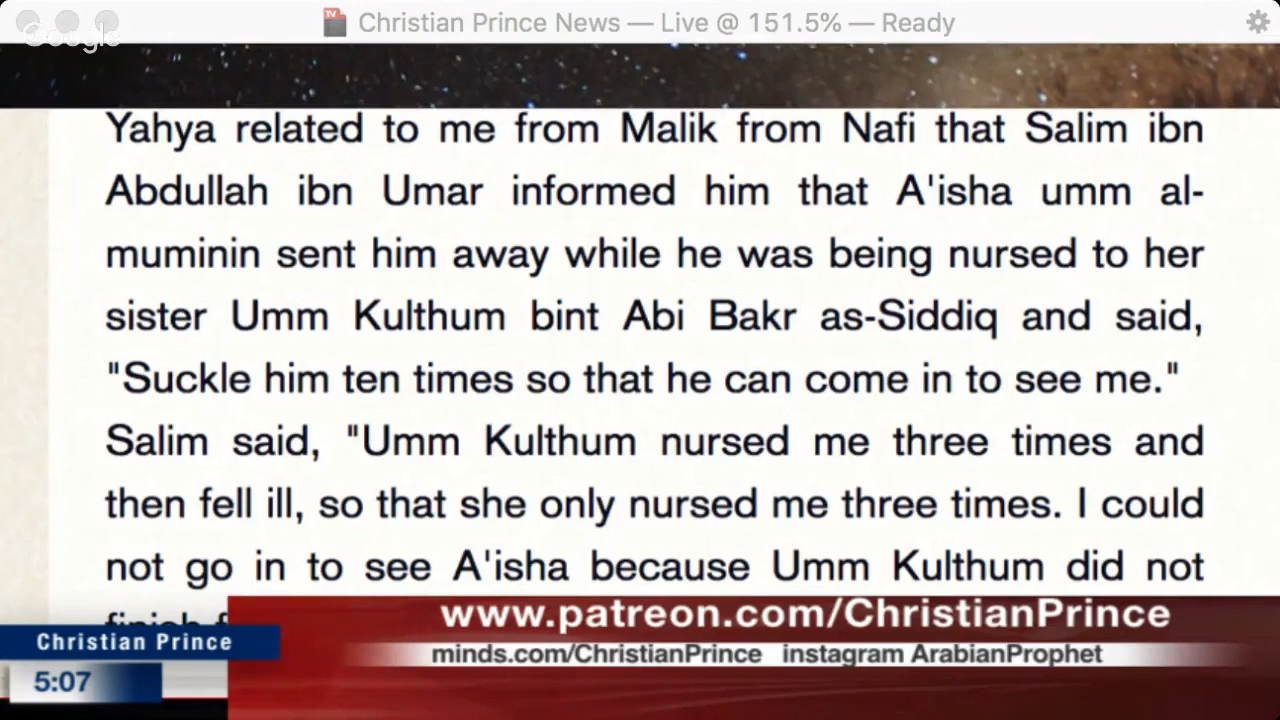 Christian Prince News — Live @ 151.5% — Ready
Google
Yahya related to me from Malik from Nafi that Salim ibn
Abdullah ibn Umar informed him that A'isha umm al-
muminin sent him away while he was being nursed to her
sister Umm Kulthum bint Abi Bakr as-Siddiq and said,
"Suckle him ten times so that he can come in to see me."
Salim said, "Umm Kulthum nursed me three times and
then fell ill, so that she only nursed me three times. I could
not go in to see A'isha because Umm Kulthum did not
www.patreon.com/ChristianPrince
Christian Prince
minds.com/ChristianPrince instagram ArabianProphet
5:07